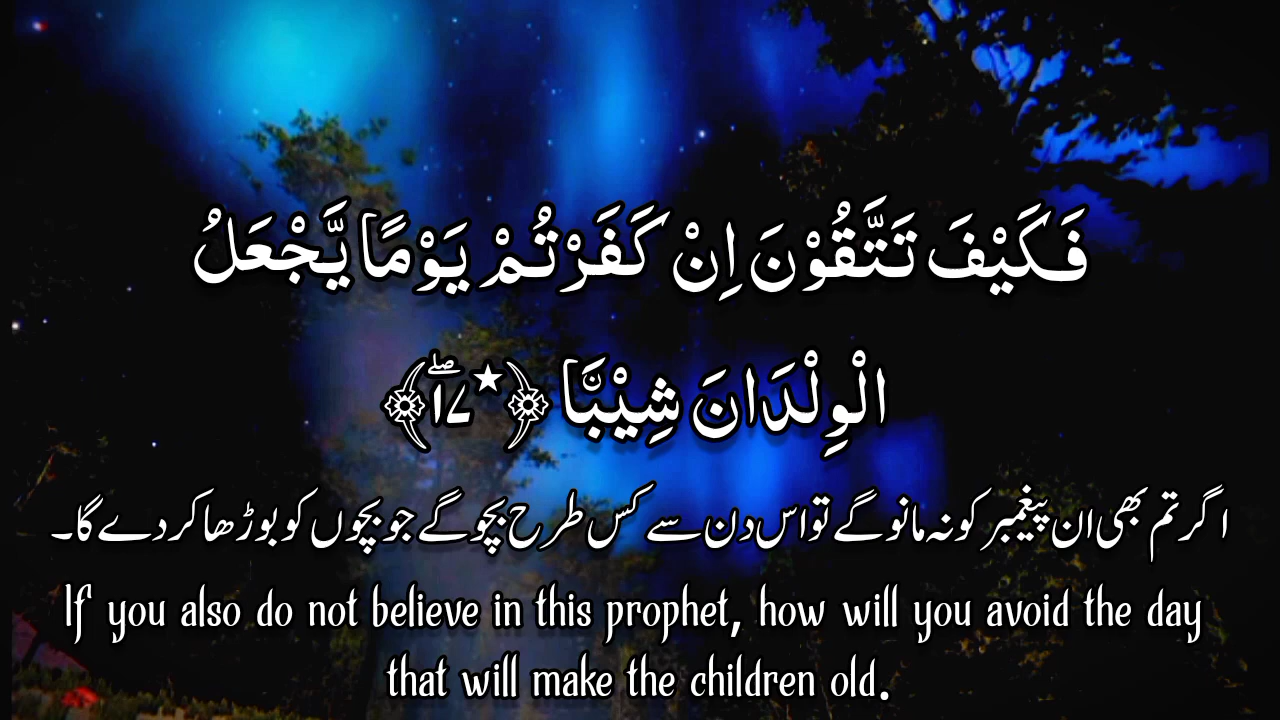 فَكَيْفَ تَتَّقُوْنَ اِنْ كَفَرْتُمْ يَوْمًا يَّجْعَلُ
الْوِلْدَانَ شِيْبَاۨ ﴿٭ۖ۱۷﴾
اگر تم بھی ان پیغمبر کو نہ مانو گے تو اس دن سے کس طرح بچو گے جو بچوں کو بوڑھا کر دے گا۔
If you also do not believe in this prophet, how will you avoid the day
that will make the children old.